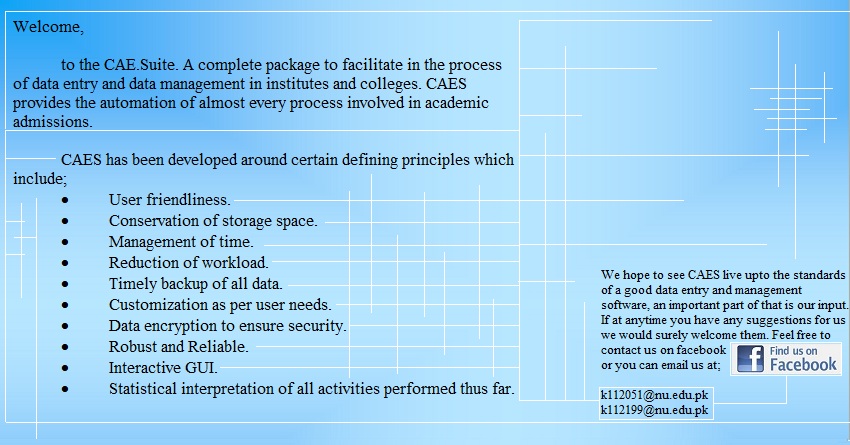 Welcome,
to the CAE.Suite. A complete package to facilitate in the process
of data entry and data management in institutes and colleges. CAES
provides the automation of almost every process involved in academic
admissions.
CAES has been developed around certain defining principles which
include;
• User friendliness.
• Conservation of storage space.
• Management of time.
• Reduction of workload.
• Timely backup of all data.
• Customization as per user needs.
• Data encryption to ensure security.
• Robust and Reliable.
• Interactive GUI.
• Statistical interpretation of all activities performed thus far.
We hope to see CAES live upto the standards
of a good data entry and management
software, an important part of that is our input.
If at anytime you have any suggestions for us
we would surely welcome them. Feel free to
contact us on facebook
or you can email us at;
f Find us on
Facebook
k112051@nu.edu.pk
k112199@nu.edu.pk